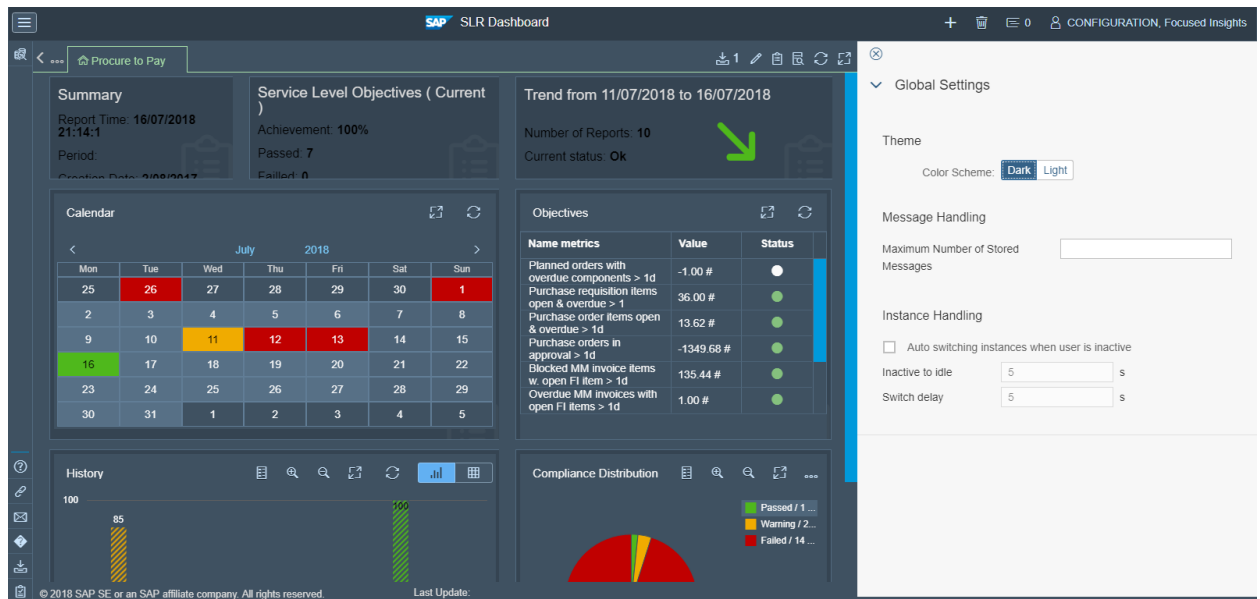 SAP SLR Dashboard
0
CONFIGURATION, Focused Insights
Procure to Pay
1
Summary
Report Time: 16/07/2018
21:14:1
Period:
Creation Date: 2/08/2017
Service Level Objectives ( Current
)
Achievement: 100%
Passed: 7
Failled: 0
Trend from 11/07/2018 to 16/07/2018
Number of Reports: 10
Current status: Ok
Calendar
July 2018
Mon Tue Wed Thu Fri Sat Sun
25 26 27 28 29 30 1
2 3 4 5 6 7 8
9 10 11 12 13 14 15
16 17 18 19 20 21 22
23 24 25 26 27 28 29
30 31 1 2 3 4 5
Objectives
Name metrics Value Status
Planned orders with
overdue components > 1d
-1.00 #
Purchase requisition items
open & overdue > 1
36.00 #
Purchase order items open
& overdue > 1d
13.62 #
Purchase orders in
approval > 1d
-1349.68 #
Blocked MM invoice items
w. open FI item > 1d
135.44 #
Overdue MM invoices with
open FI items > 1d
1.00 #
History
100
85
100
Compliance Distribution
Passed / 1 ...
Warning / 2...
Failed / 14 ...
© 2018 SAP SE or an SAP affiliate company. All rights reserved.
Last Update:
Global Settings
Theme
Color Scheme: Dark Light
Message Handling
Maximum Number of Stored
Messages
Instance Handling
Auto switching instances when user is inactive
Inactive to idle 5 s
Switch delay 5 s